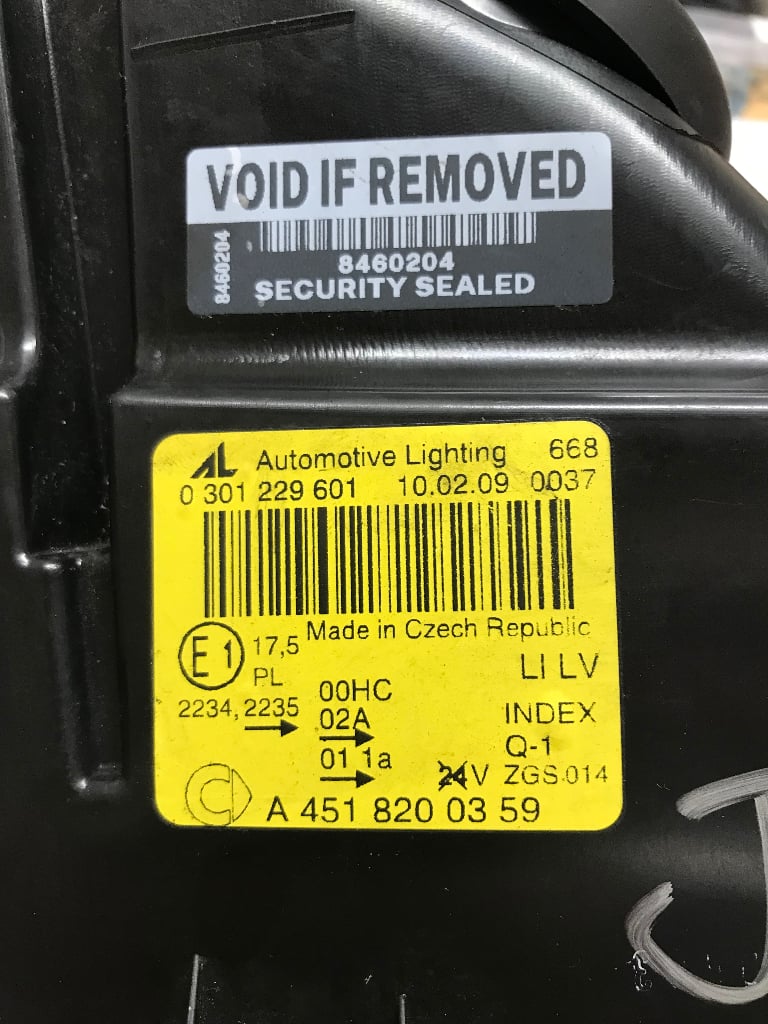 VOID IF REMOVED
8460204
8460204
SECURITY SEALED
AL Automotive Lighting 668
0 301 229 601 10.02.09 0037
Made in Czech Republic
E1 17,5
PL
LI LV
2234, 2235
00HC
02A
01 1a
INDEX
Q-1
24V ZGS 014
A 451 820 03 59